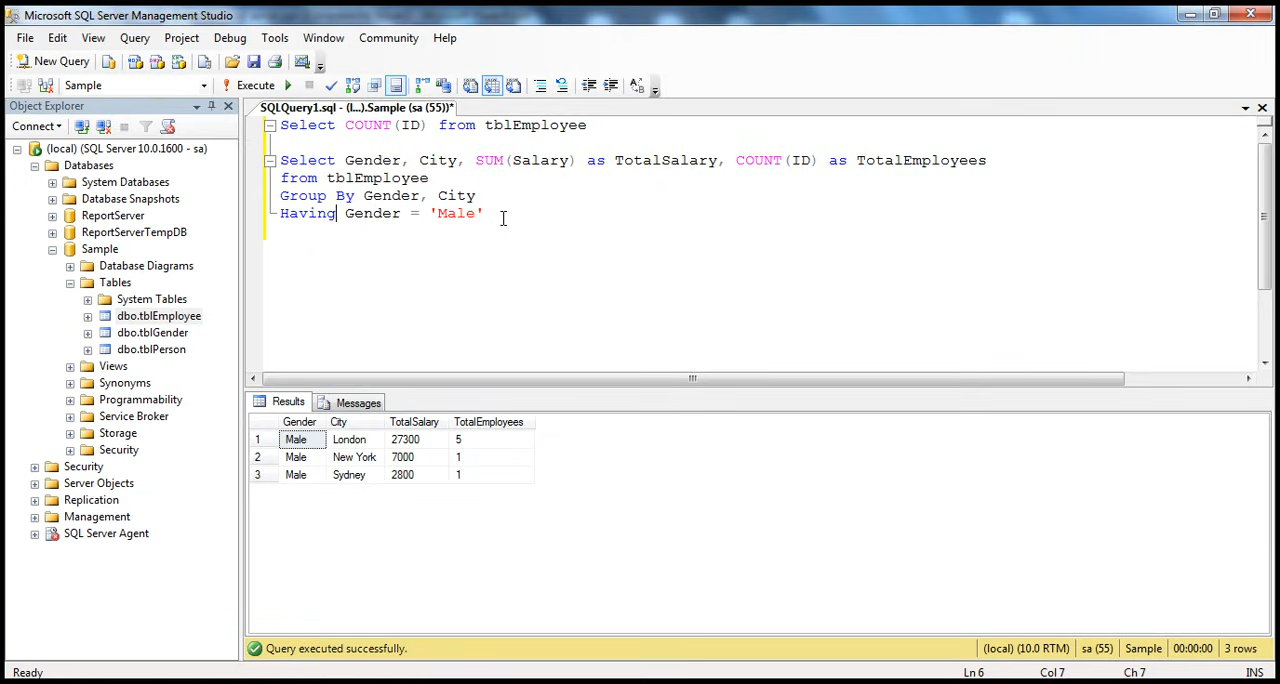 Microsoft SQL Server Management Studio
File Edit View Query Project Debug Tools Window Community Help
New Query
Sample Execute
Object Explorer
SQLQuery1.sql - (l...).Sample (sa (55))*
Connect
Select COUNT(ID) from tblEmployee
(local) (SQL Server 10.0.1600 - sa)
Databases
Select Gender, City, SUM(Salary) as TotalSalary, COUNT(ID) as TotalEmployees
System Databases
from tblEmployee
Database Snapshots
Group By Gender, City
ReportServer
Having Gender = 'Male'
ReportServerTempDB
Sample
Database Diagrams
Tables
System Tables
dbo.tblEmployee
dbo.tblGender
dbo.tblPerson
Views
Synonyms
Programmability
Service Broker
Storage
Security
Security
Server Objects
Replication
Management
SQL Server Agent
Results Messages
Gender City TotalSalary TotalEmployees
1 Male London 27300 5
2 Male New York 7000 1
3 Male Sydney 2800 1
Query executed successfully. (local) (10.0 RTM) sa (55) Sample 00:00:00 3 rows
Ready Ln 6 Col 7 Ch 7 INS